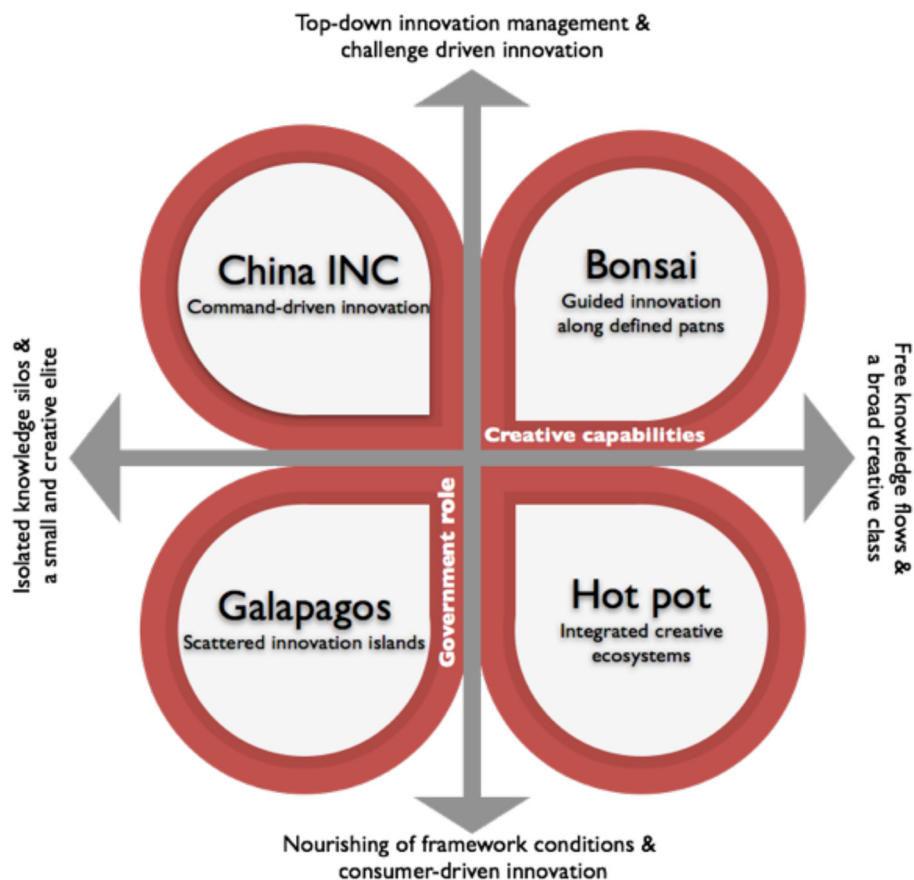 Top-down innovation management &
challenge driven innovation
China INC
Command-driven innovation
Bonsai
Guided innovation
along defined patns
Isolated knowledge silos &
a small and creative elite
Free knowledge flows &
a broad creative class
Creative capabilities
Government role
Galapagos
Scattered innovation islands
Hot pot
Integrated creative
ecosystems
Nourishing of framework conditions &
consumer-driven innovation